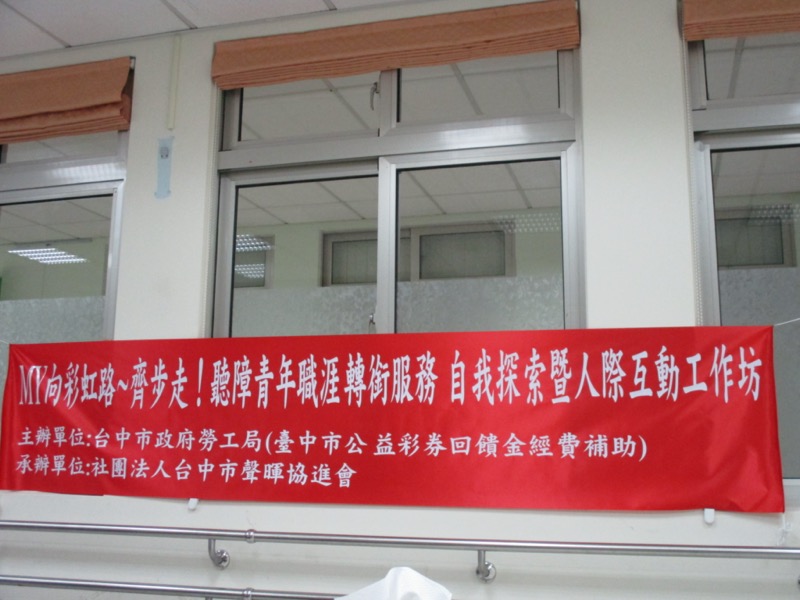 MY向彩虹路~齊步走！聽障青年職涯轉銜服務 自我探索暨人際互動工作坊
主辦單位:台中市政府勞工局(臺中市公益彩券回饋金經費補助)
承辦單位:社團法人台中市聲暉協進會